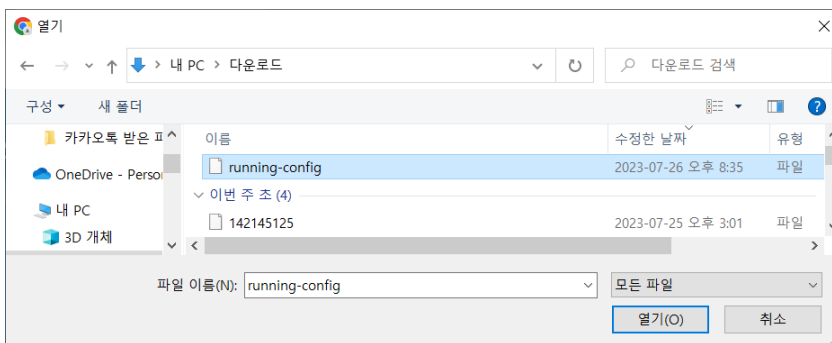 열기
내 PC > 다운로드
다운로드 검색
구성
새 폴더
카카오톡 받은 파
이름
수정한 날짜
유형
running-config
2023-07-26 오후 8:35
파일
OneDrive - Person
이번 주 초 (4)
내 PC
142145125
2023-07-25 오후 3:01
파일
3D 개체
파일 이름(N): running-config
모든 파일
열기(O)
취소